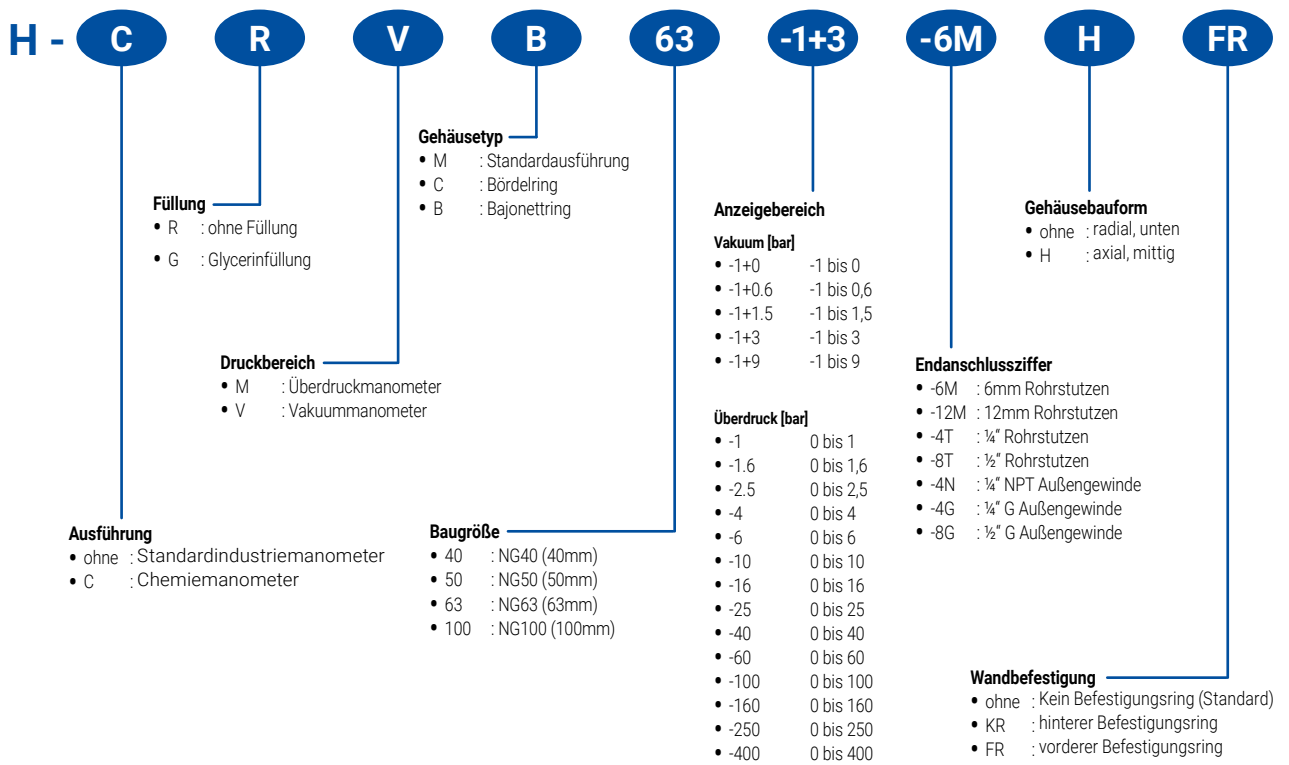 H - C R V B 63 -1+3 -6M H FR
Gehäusetyp
• M : Standardausführung
• C : Bördelring
• B : Bajonettring
Füllung
• R : ohne Füllung
• G : Glycerinfüllung
Anzeigebereich
Vakuum [bar]
• -1+0 -1 bis 0
• -1+0.6 -1 bis 0,6
• -1+1.5 -1 bis 1,5
• -1+3 -1 bis 3
• -1+9 -1 bis 9
Gehäusebauform
• ohne : radial, unten
• H : axial, mittig
Druckbereich
• M : Überdruckmanometer
• V : Vakuummanometer
Endanschlussziffer
• -6M : 6mm Rohrstutzen
• -12M : 12mm Rohrstutzen
• -4T : ¼“ Rohrstutzen
• -8T : ½“ Rohrstutzen
• -4N : ¼“ NPT Außengewinde
• -4G : ¼“ G Außengewinde
• -8G : ½“ G Außengewinde
Überdruck [bar]
• -1 0 bis 1
• -1.6 0 bis 1,6
• -2.5 0 bis 2,5
• -4 0 bis 4
• -6 0 bis 6
• -10 0 bis 10
• -16 0 bis 16
• -25 0 bis 25
• -40 0 bis 40
• -60 0 bis 60
• -100 0 bis 100
• -160 0 bis 160
• -250 0 bis 250
• -400 0 bis 400
Ausführung
• ohne : Standardindustriemanometer
• C : Chemiemanometer
Baugröße
• 40 : NG40 (40mm)
• 50 : NG50 (50mm)
• 63 : NG63 (63mm)
• 100 : NG100 (100mm)
Wandbefestigung
• ohne : Kein Befestigungsring (Standard)
• KR : hinterer Befestigungsring
• FR : vorderer Befestigungsring